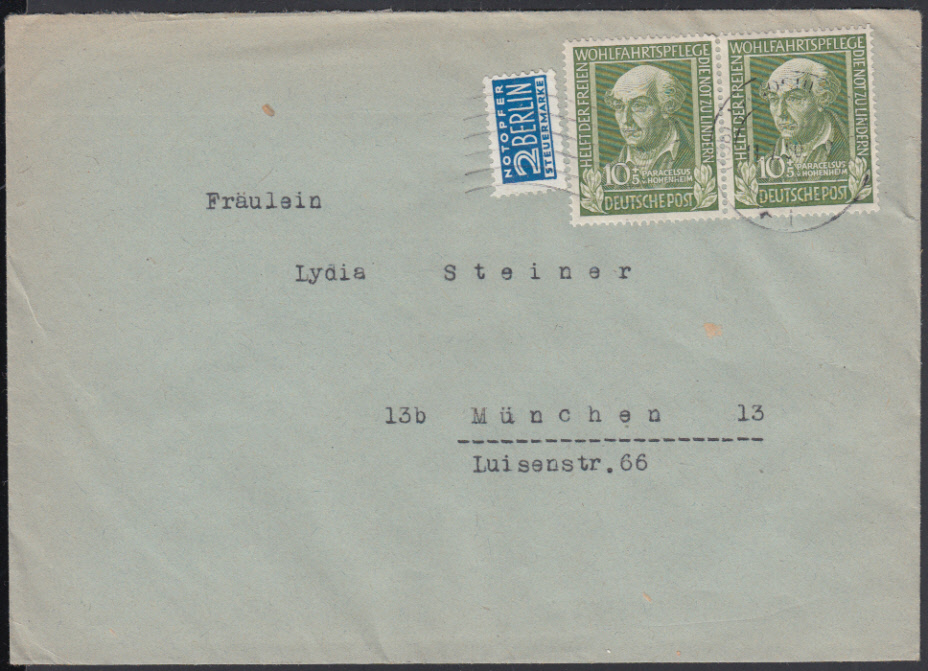 NOTOPFER
2 BERLIN
STEUERMARKE
HELFT DER FREIEN WOHLFAHRTSPFLEGE DIE NOT ZU LINDERN
10+5 PARACELSUS
V. HOHENHEIM
DEUTSCHE POST
HELFT DER FREIEN WOHLFAHRTSPFLEGE DIE NOT ZU LINDERN
10+5 PARACELSUS
V. HOHENHEIM
DEUTSCHE POST
Fräulein
Lydia Steiner
13b München 13
Luisenstr.66